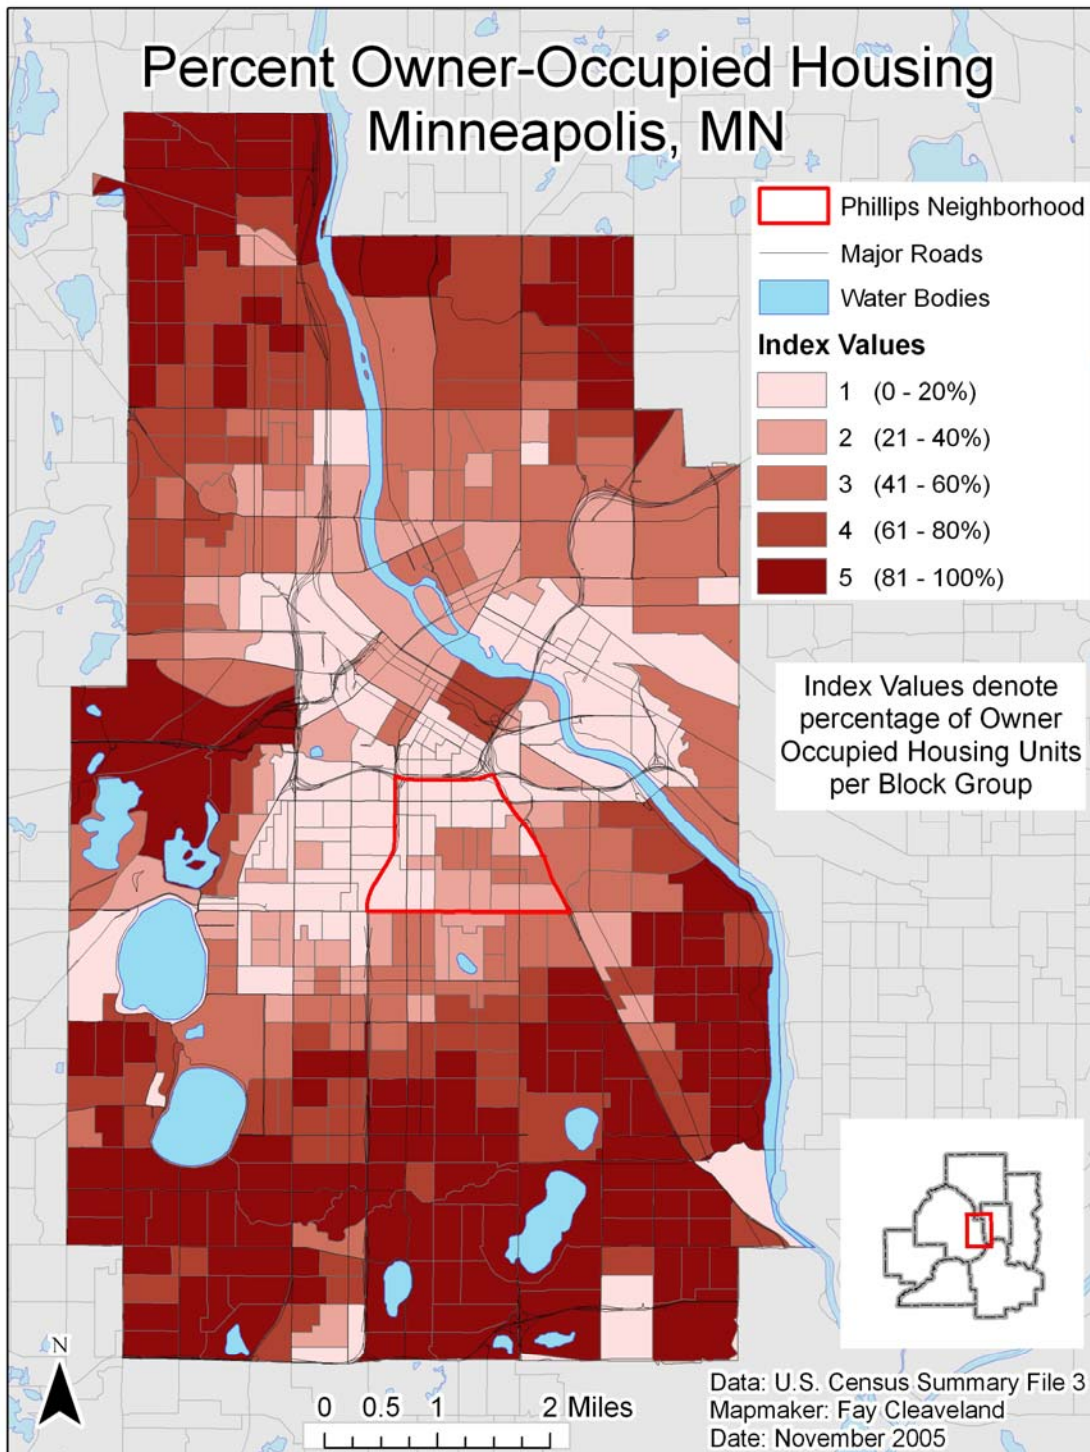 Percent Owner-Occupied Housing
Minneapolis, MN
Phillips Neighborhood
Major Roads
Water Bodies
Index Values
1 (0 - 20%)
2 (21 - 40%)
3 (41 - 60%)
4 (61 - 80%)
5 (81 - 100%)
Index Values denote
percentage of Owner
Occupied Housing Units
per Block Group
N
0 0.5 1 2 Miles
Data: U.S. Census Summary File 3
Mapmaker: Fay Cleaveland
Date: November 2005